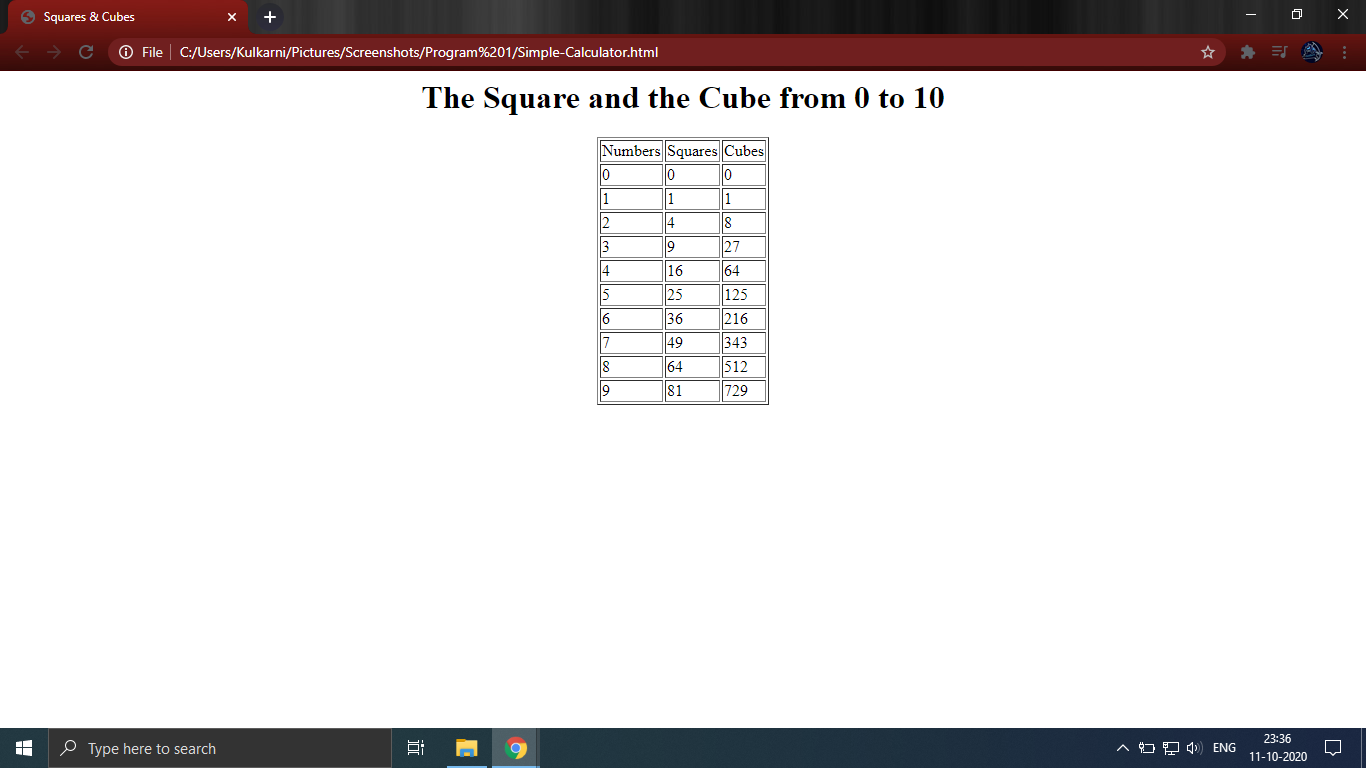 Squares & Cubes
File C:/Users/Kulkarni/Pictures/Screenshots/Program%201/Simple-Calculator.html
The Square and the Cube from 0 to 10
Numbers Squares Cubes
0 0 0
1 1 1
2 4 8
3 9 27
4 16 64
5 25 125
6 36 216
7 49 343
8 64 512
9 81 729
Type here to search
ENG
23:36
11-10-2020